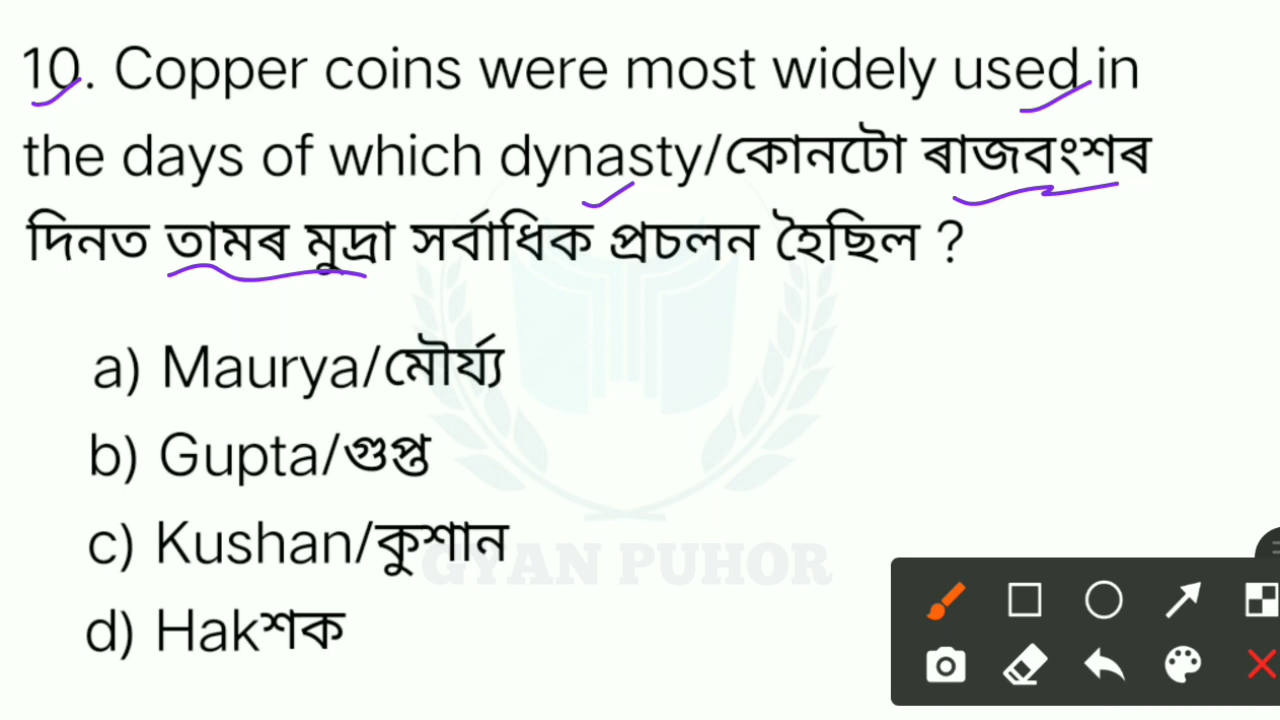 10. Copper coins were most widely used in
the days of which dynasty/কোনটো ৰাজবংশৰ
দিনত তামৰ মুদ্ৰা সৰ্বাধিক প্ৰচলন হৈছিল ?
a) Maurya/মৌৰ্য্য
b) Gupta/গুপ্ত
c) Kushan/কুশান
GYAN PUHOR
d) Hakশক